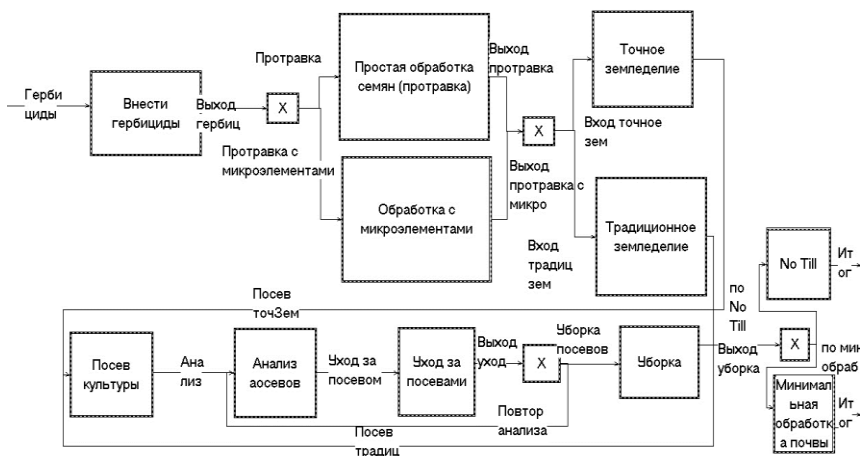 Герби
циды
Внести
гербициды
Выход
гербиц
X
Протравка
Протравка с
микроэлементами
Простая обработка
семян (протравка)
Обработка с
микроэлементами
Выход
протравка
Выход
протравка с
микро
X
Вход точное
зем
Вход
традиц
зем
Точное
земледелие
Традиционное
земледелие
Посев
точЗем
Посев
культуры
Ана
лиз
Анализ
аосевов
Уход за
посевом
Уход за
посевами
Выход
уход
X
Уборка
посевов
Повтор
анализа
Посев
традиц
Уборка
Выход
уборка
X
по
No
Till
No Till
Ит
ог
по мин
обраб
Минимал
ьная
обработк
а почвы
Ит
ог